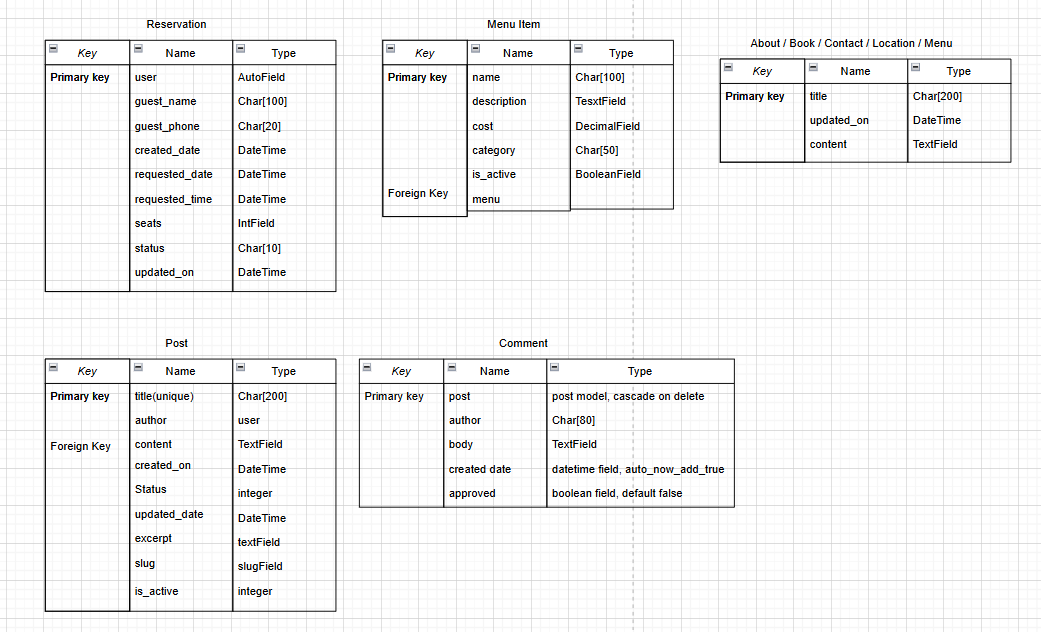 Reservation
Key Name Type
Primary key user AutoField
guest_name Char[100]
guest_phone Char[20]
created_date DateTime
requested_date DateTime
requested_time DateTime
seats IntField
status Char[10]
updated_on DateTime
Menu Item
Key Name Type
Primary key name Char[100]
description TesxtField
cost DecimalField
category Char[50]
is_active BooleanField
Foreign Key menu
About / Book / Contact / Location / Menu
Key Name Type
Primary key title Char[200]
updated_on DateTime
content TextField
Post
Key Name Type
Primary key title(unique) Char[200]
author user
Foreign Key content TextField
created_on DateTime
Status integer
updated_date DateTime
excerpt textField
slug slugField
is_active integer
Comment
Key Name Type
Primary key post post model, cascade on delete
author Char[80]
body TextField
created date datetime field, auto_now_add_true
approved boolean field, default false